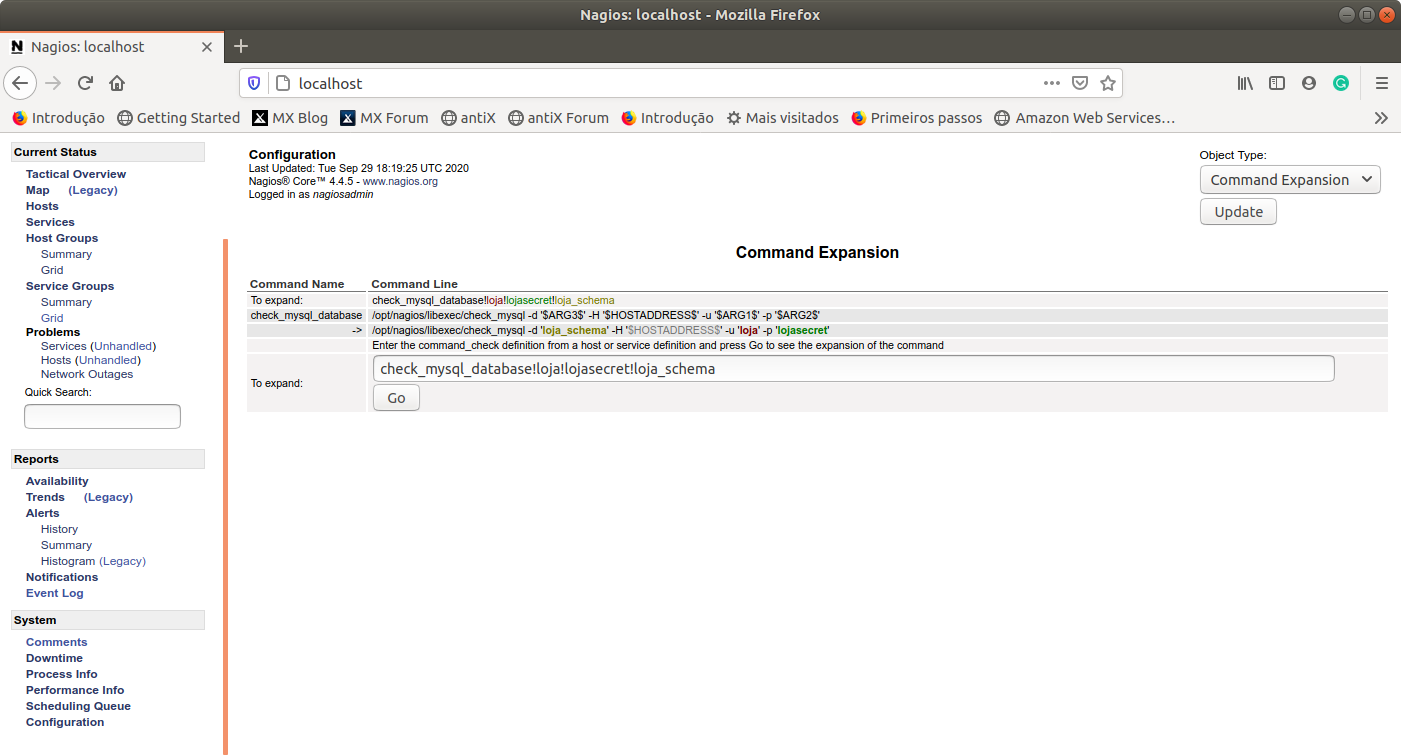 Nagios: localhost - Mozilla Firefox
Nagios: localhost
localhost
Introdução Getting Started MX Blog MX Forum antiX antiX Forum Introdução Mais visitados Primeiros passos Amazon Web Services…
Current Status
Tactical Overview
Map (Legacy)
Hosts
Services
Host Groups
Summary
Grid
Service Groups
Summary
Grid
Problems
Services (Unhandled)
Hosts (Unhandled)
Network Outages
Quick Search:
Reports
Availability
Trends (Legacy)
Alerts
History
Summary
Histogram (Legacy)
Notifications
Event Log
System
Comments
Downtime
Process Info
Performance Info
Scheduling Queue
Configuration
Configuration
Last Updated: Tue Sep 29 18:19:25 UTC 2020
Nagios® Core™ 4.4.5 - www.nagios.org
Logged in as nagiosadmin
Object Type:
Command Expansion
Update
Command Expansion
Command Name Command Line
To expand: check_mysql_database!loja!lojasecret!loja_schema
check_mysql_database /opt/nagios/libexec/check_mysql -d '$ARG3$' -H '$HOSTADDRESS$' -u '$ARG1$' -p '$ARG2$'
-> /opt/nagios/libexec/check_mysql -d 'loja_schema' -H '$HOSTADDRESS$' -u 'loja' -p 'lojasecret'
Enter the command_check definition from a host or service definition and press Go to see the expansion of the command
To expand: check_mysql_database!loja!lojasecret!loja_schema
Go